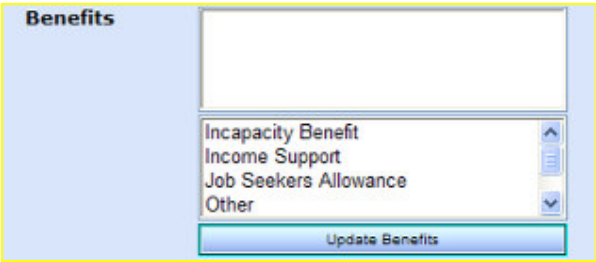 Benefits
Incapacity Benefit
Income Support
Job Seekers Allowance
Other
Update Benefits